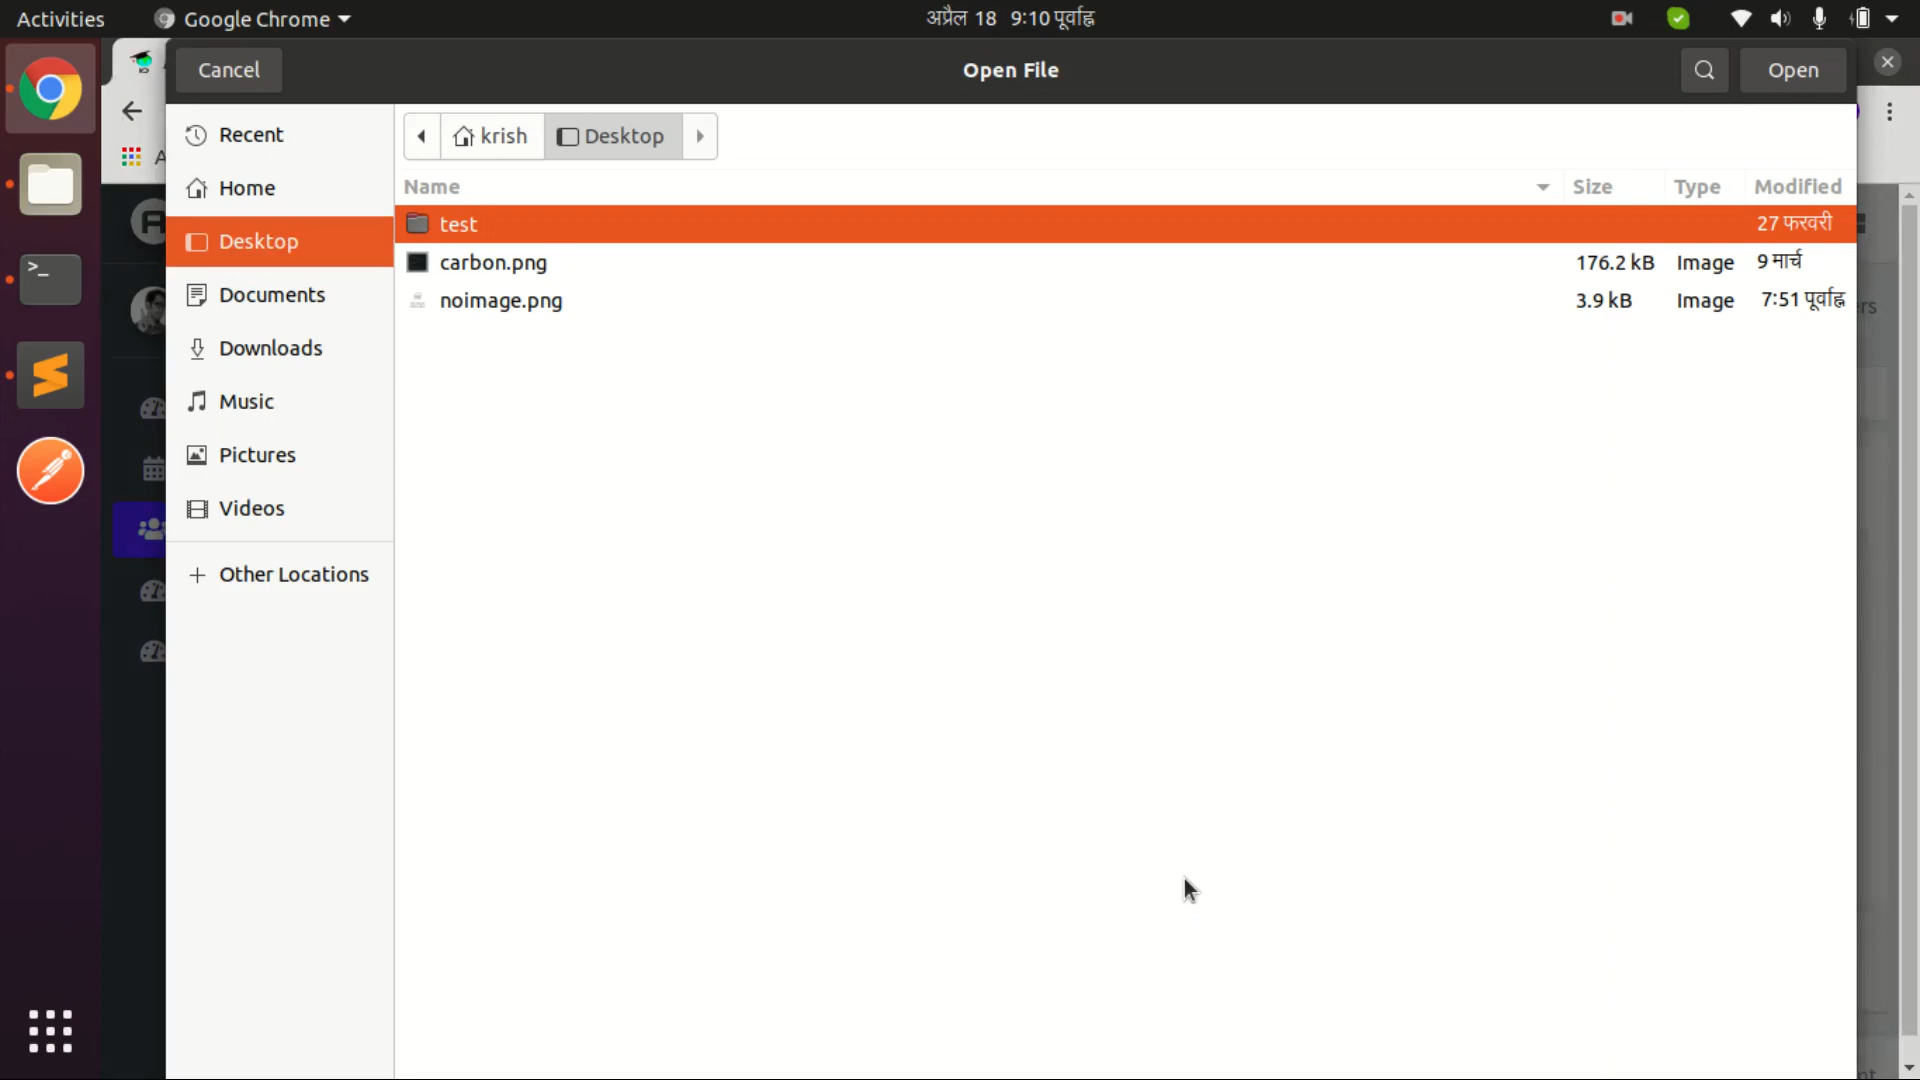 Activities Google Chrome अप्रैल 18 9:10 पूर्वाह्न
Cancel Open File Open
Recent
Home
Desktop
Documents
Downloads
Music
Pictures
Videos
Other Locations
krish Desktop
Name Size Type Modified
test 27 फरवरी
carbon.png 176.2 kB Image 9 मार्च
noimage.png 3.9 kB Image 7:51 पूर्वाह्न